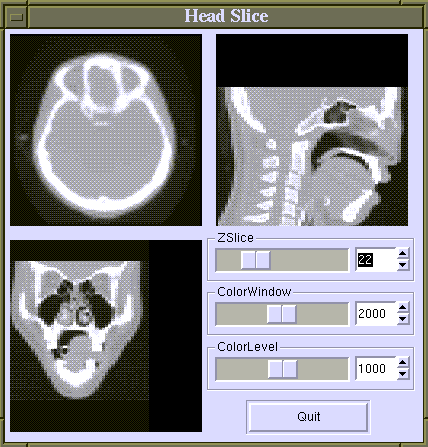 Head Slice
ZSlice
22
ColorWindow
2000
ColorLevel
1000
Quit